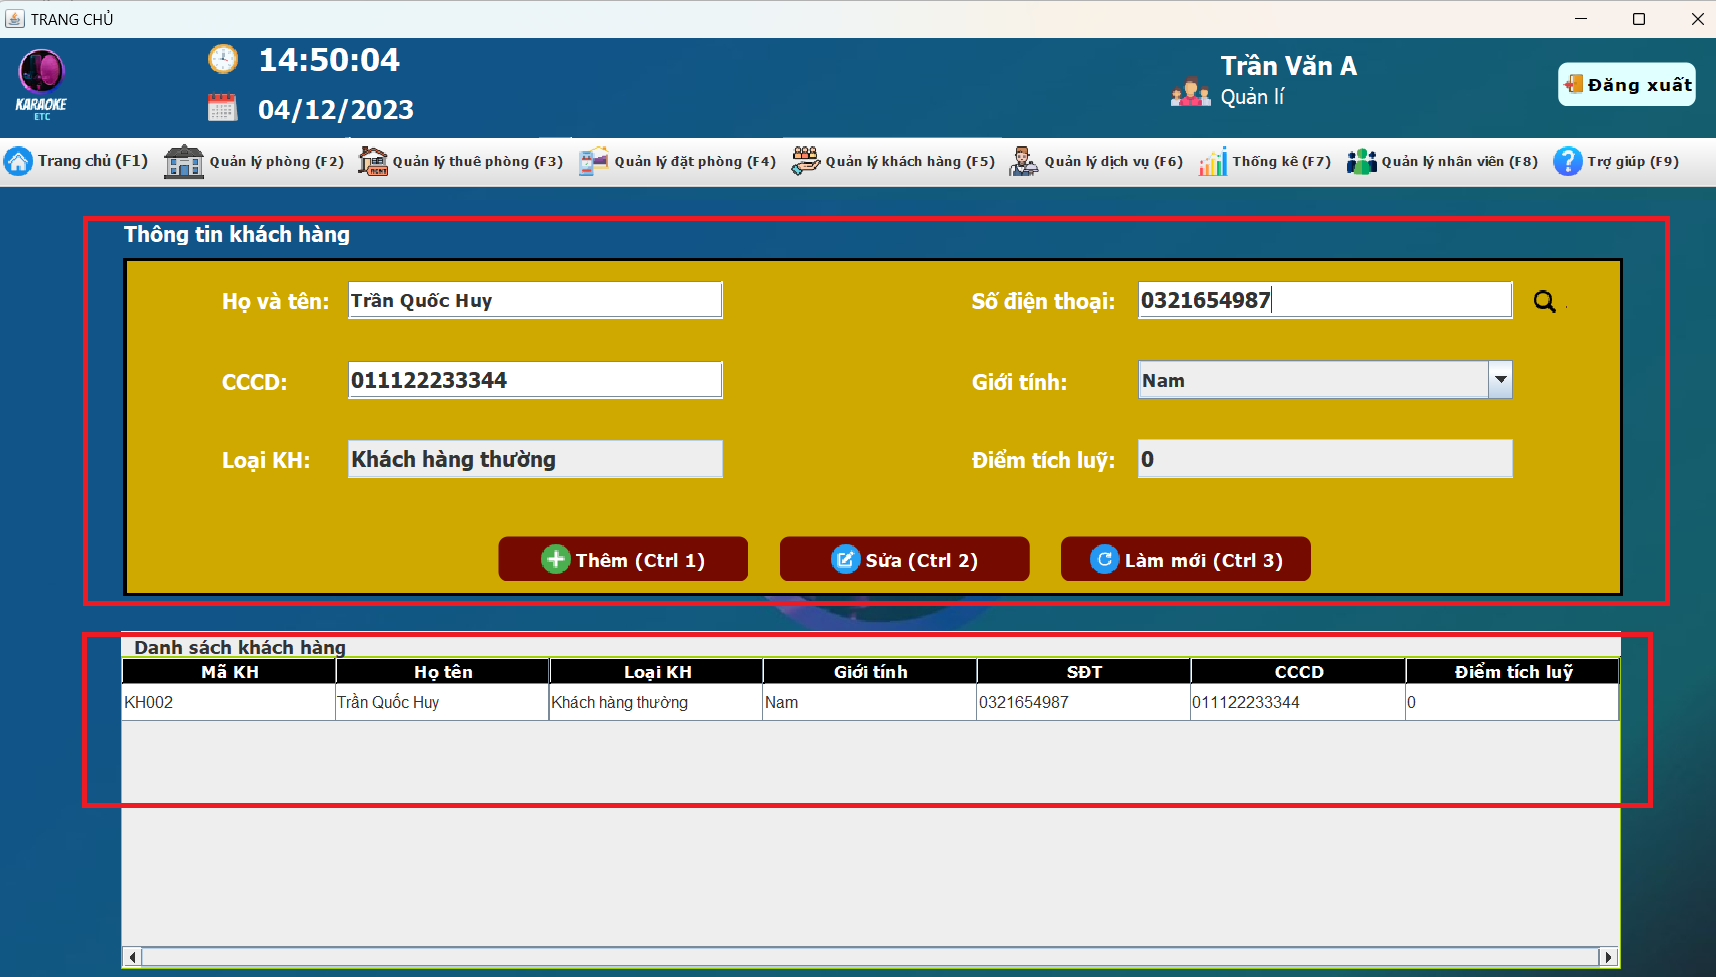 TRANG CHỦ
KARAOKE
ETC
14:50:04
04/12/2023
Trần Văn A
Quản lí
Đăng xuất
Trang chủ (F1) Quản lý phòng (F2) Quản lý thuê phòng (F3) Quản lý đặt phòng (F4) Quản lý khách hàng (F5) Quản lý dịch vụ (F6) Thống kê (F7) Quản lý nhân viên (F8) Trợ giúp (F9)
Thông tin khách hàng
Họ và tên: Trần Quốc Huy Số điện thoại: 0321654987
CCCD: 011122233344 Giới tính: Nam
Loại KH: Khách hàng thường Điểm tích luỹ: 0
Thêm (Ctrl 1) Sửa (Ctrl 2) Làm mới (Ctrl 3)
Danh sách khách hàng
Mã KH Họ tên Loại KH Giới tính SĐT CCCD Điểm tích luỹ
KH002 Trần Quốc Huy Khách hàng thường Nam 0321654987 011122233344 0